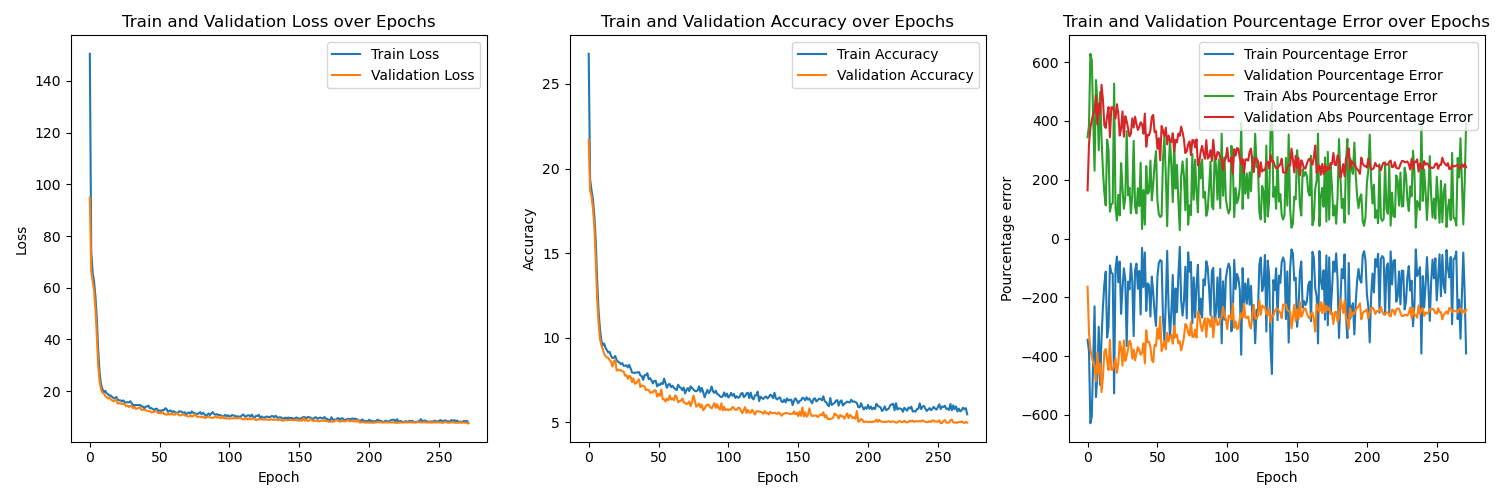 Train and Validation Loss over Epochs
Train Loss
Validation Loss
140
120
100
80
60
40
20
Loss
0
50
100
150
200
250
Epoch
Train and Validation Accuracy over Epochs
Train Accuracy
Validation Accuracy
25
20
15
10
5
Accuracy
0
50
100
150
200
250
Epoch
Train and Validation Pourcentage Error over Epochs
Train Pourcentage Error
Validation Pourcentage Error
Train Abs Pourcentage Error
Validation Abs Pourcentage Error
600
400
200
0
−200
−400
−600
Pourcentage error
0
50
100
150
200
250
Epoch